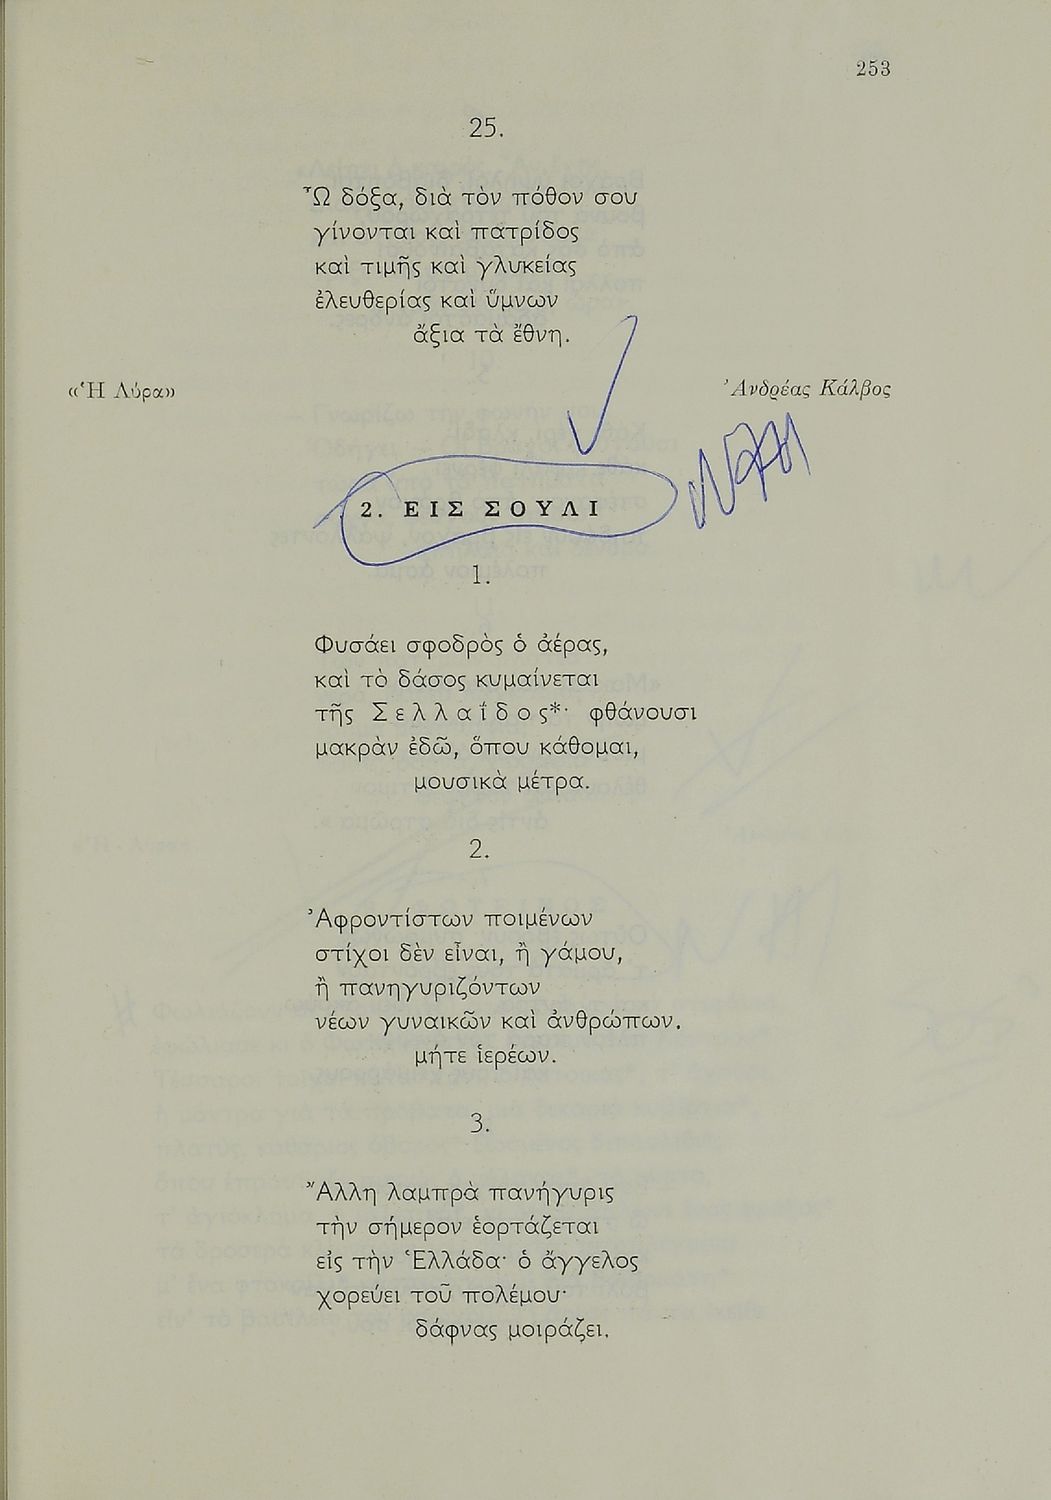 253
25.
Ὦ δόξα, διὰ τὸν πόθον σου
γίνονται καὶ πατρίδος
καὶ τιμῆς καὶ γλυκείας
ἐλευθερίας καὶ ὕμνων
ἄξια τὰ ἔθνη.
«Ἡ Λύρα» Ἀνδρέας Κάλβος
2. ΕΙΣ ΣΟΥΛΙ
1.
Φυσάει σφοδρὸς ὁ ἀέρας,
καὶ τὸ δάσος κυμαίνεται
τῆς Σελλαΐδος*· φθάνουσι
μακρὰν ἐδῶ, ὅπου κάθομαι,
μουσικὰ μέτρα.
2.
Ἀφροντίστων ποιμένων
στίχοι δὲν εἶναι, ἢ γάμου,
ἢ πανηγυριζόντων
νέων γυναικῶν καὶ ἀνθρώπων.
μήτε ἱερέων.
3.
Ἄλλη λαμπρὰ πανήγυρις
τὴν σήμερον ἑορτάζεται
εἰς τὴν Ἑλλάδα· ὁ ἄγγελος
χορεύει τοῦ πολέμου·
δάφνας μοιράζει.